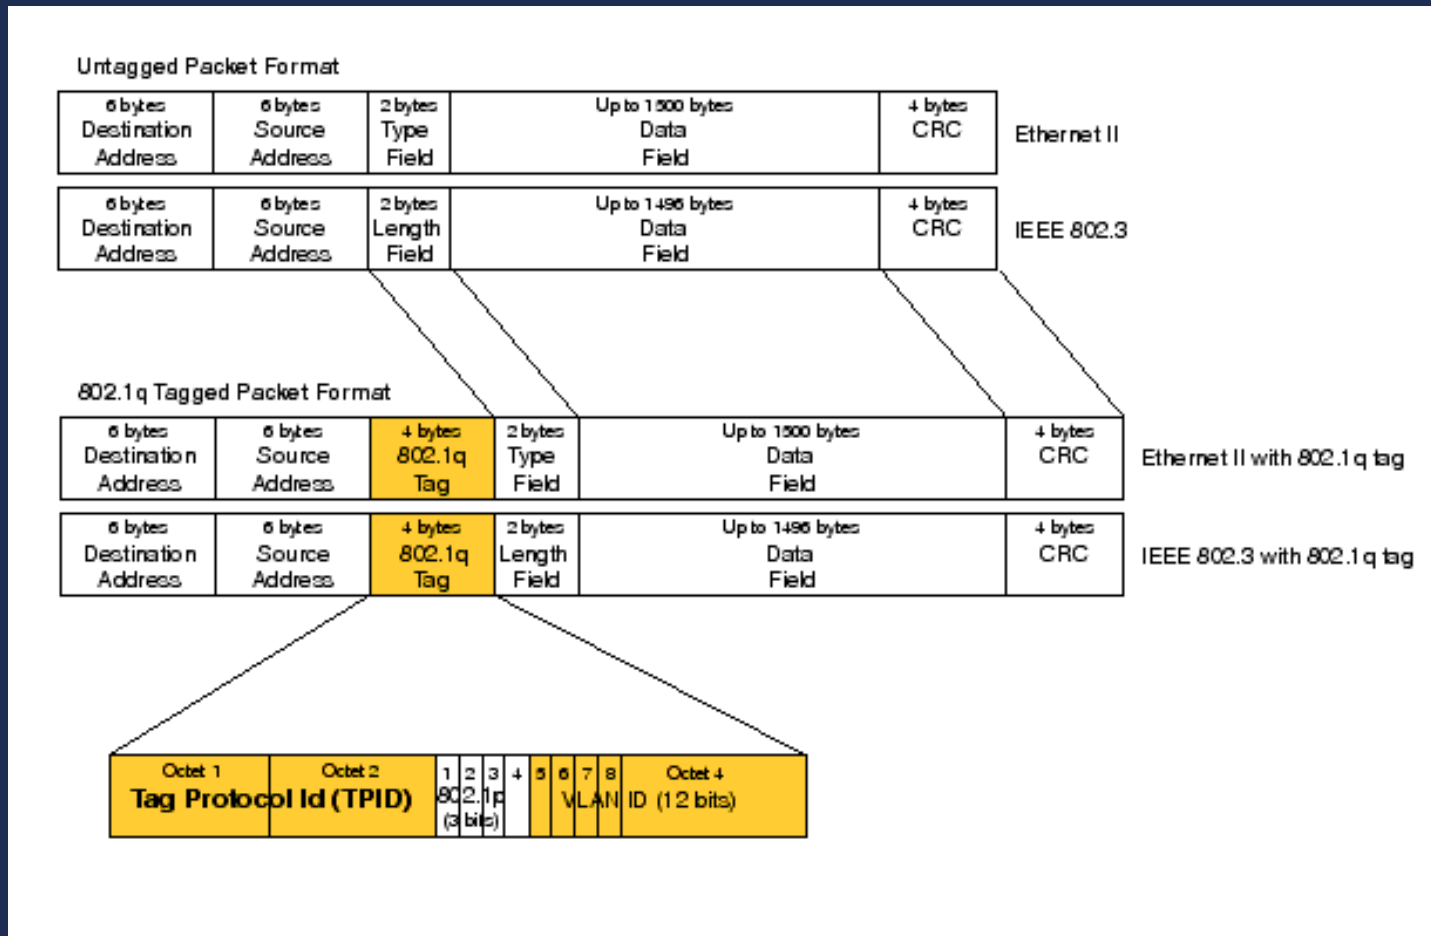 Untagged Packet Format
6 bytes 6 bytes 2 bytes Up to 1500 bytes 4 bytes
Destination Source Type Data CRC
Address Address Field Field
Ethernet II
6 bytes 6 bytes 2 bytes Up to 1496 bytes 4 bytes
Destination Source Length Data CRC
Address Address Field Field
IEEE 802.3
802.1q Tagged Packet Format
6 bytes 6 bytes 4 bytes 2 bytes Up to 1500 bytes 4 bytes
Destination Source 802.1q Type Data CRC
Address Address Tag Field Field
Ethernet II with 802.1q tag
6 bytes 6 bytes 4 bytes 2 bytes Up to 1496 bytes 4 bytes
Destination Source 802.1q Length Data CRC
Address Address Tag Field Field
IEEE 802.3 with 802.1q tag
Octet 1 Octet 2 1 2 3 4 5 6 7 8 Octet 4
Tag Protocol Id (TPID) 802.1p VLAN ID (12 bits)
(3 bits)